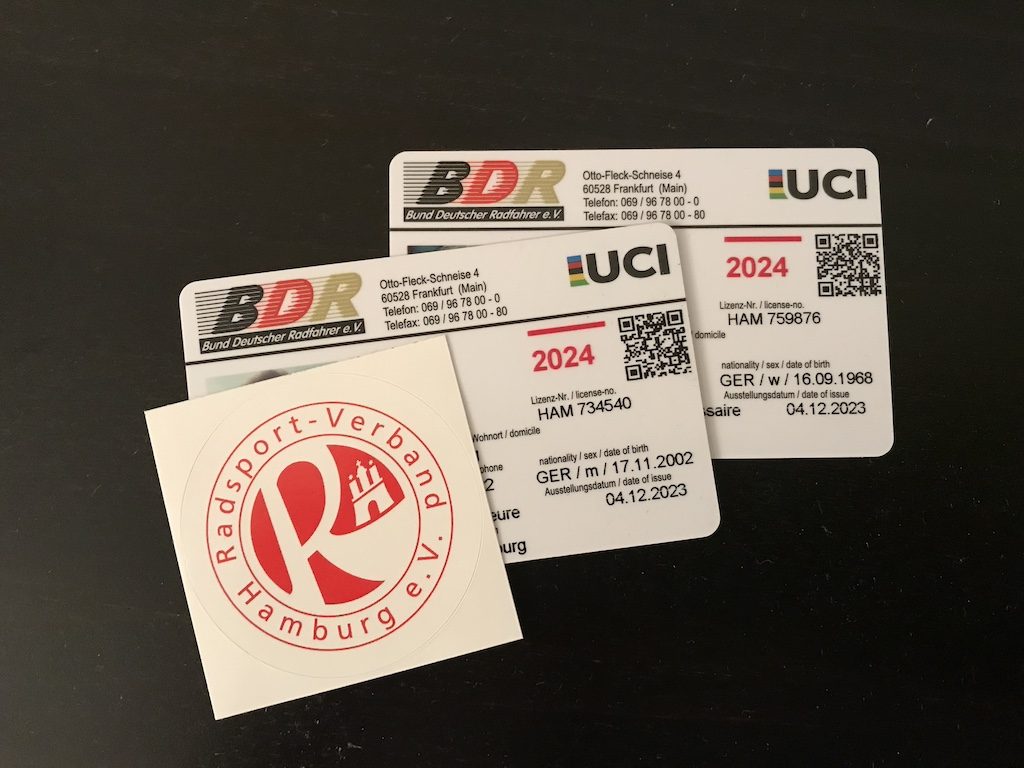 BDR
Bund Deutscher Radfahrer e.V.
Otto-Fleck-Schneise 4
60528 Frankfurt (Main)
Telefon: 069 / 96 78 00 - 0
Telefax: 069 / 96 78 00 - 80
UCI
2024
Lizenz-Nr. / license-no.
HAM 759876
domicile
nationality / sex / date of birth
GER / w / 16.09.1968
Ausstellungsdatum / date of issue
ssaire 04.12.2023
BDR
Bund Deutscher Radfahrer e.V.
Otto-Fleck-Schneise 4
60528 Frankfurt (Main)
Telefon: 069 / 96 78 00 - 0
Telefax: 069 / 96 78 00 - 80
UCI
2024
Lizenz-Nr. / license-no.
HAM 734540
Wohnort / domicile
phone
nationality / sex / date of birth
2 GER / m / 17.11.2002
Ausstellungsdatum / date of issue
eure 04.12.2023
burg
Radsport-Verband
R
Hamburg e.V.